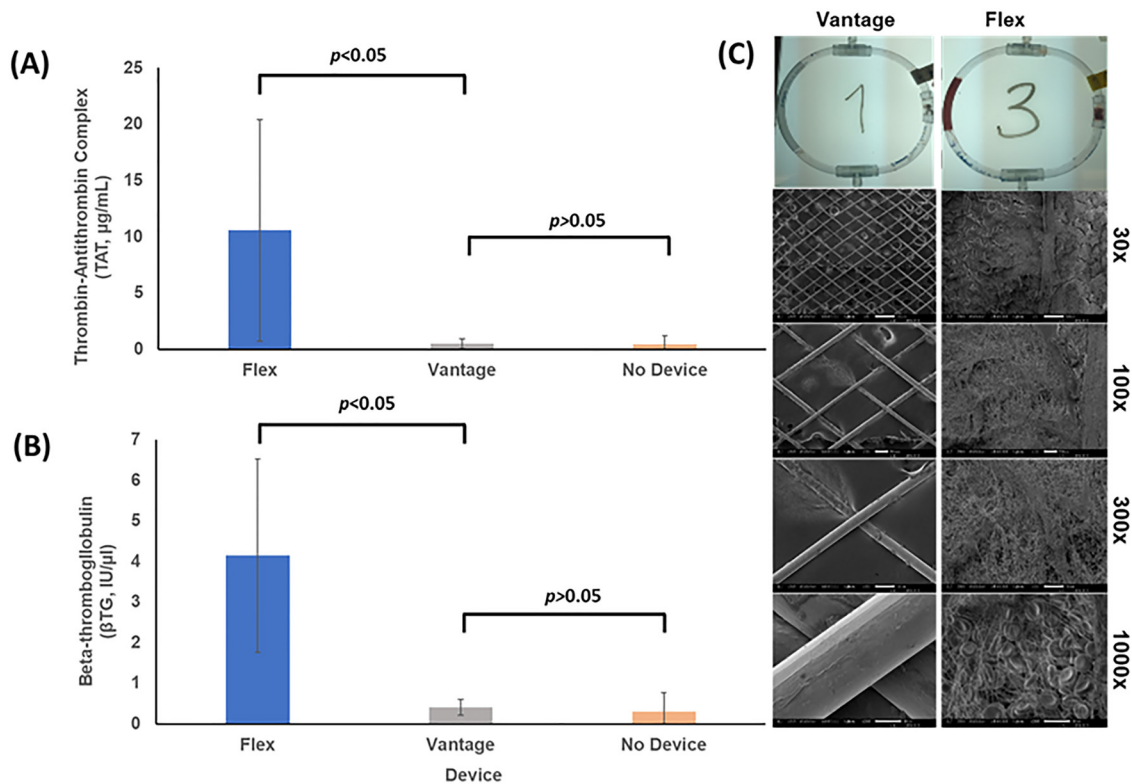 (A)
p<0.05
25
20
15
10
5
0
Thrombin-Antithrombin Complex
(TAT, µg/mL)
p>0.05
Flex
Vantage
No Device
(B)
p<0.05
7
6
5
4
3
2
1
0
Beta-thrombogllobulin
(βTG, IU/µl)
p>0.05
Flex
Vantage
No Device
Device
(C)
Vantage
Flex
1
3
30x
100x
300x
1000x